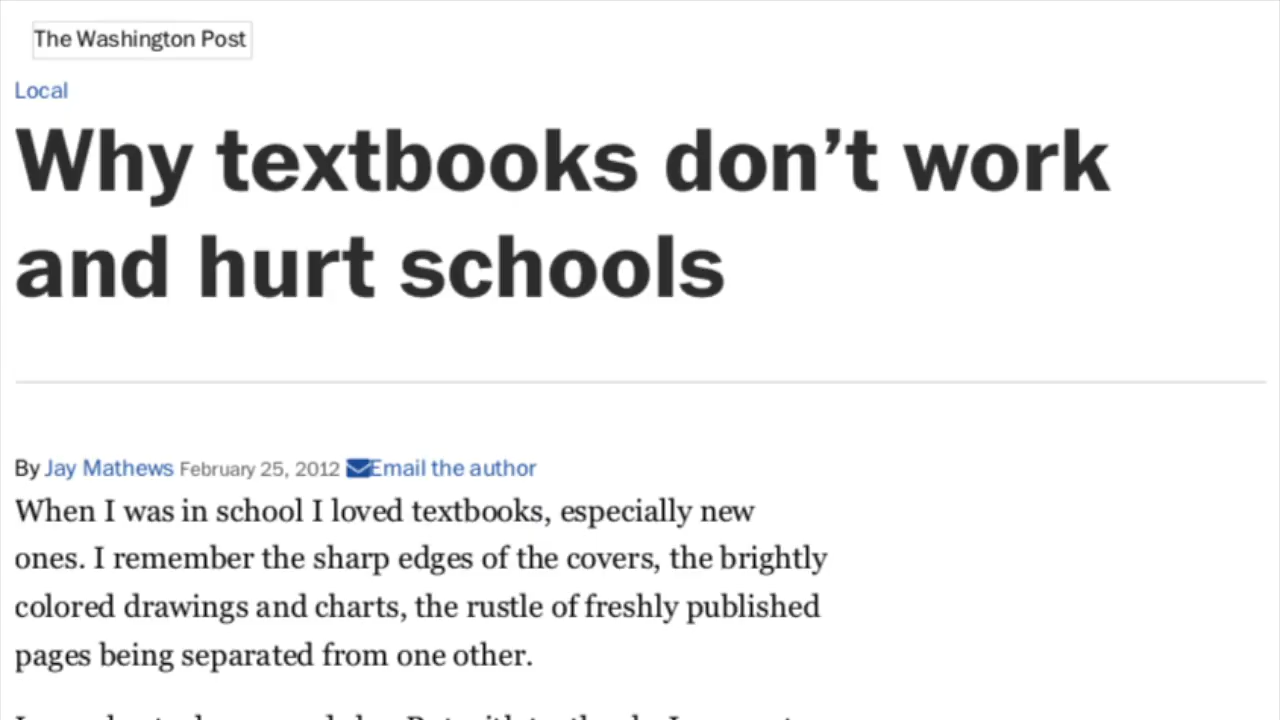 The Washington Post
Local
Why textbooks don’t work
and hurt schools
By Jay Mathews February 25, 2012 Email the author
When I was in school I loved textbooks, especially new
ones. I remember the sharp edges of the covers, the brightly
colored drawings and charts, the rustle of freshly published
pages being separated from one other.